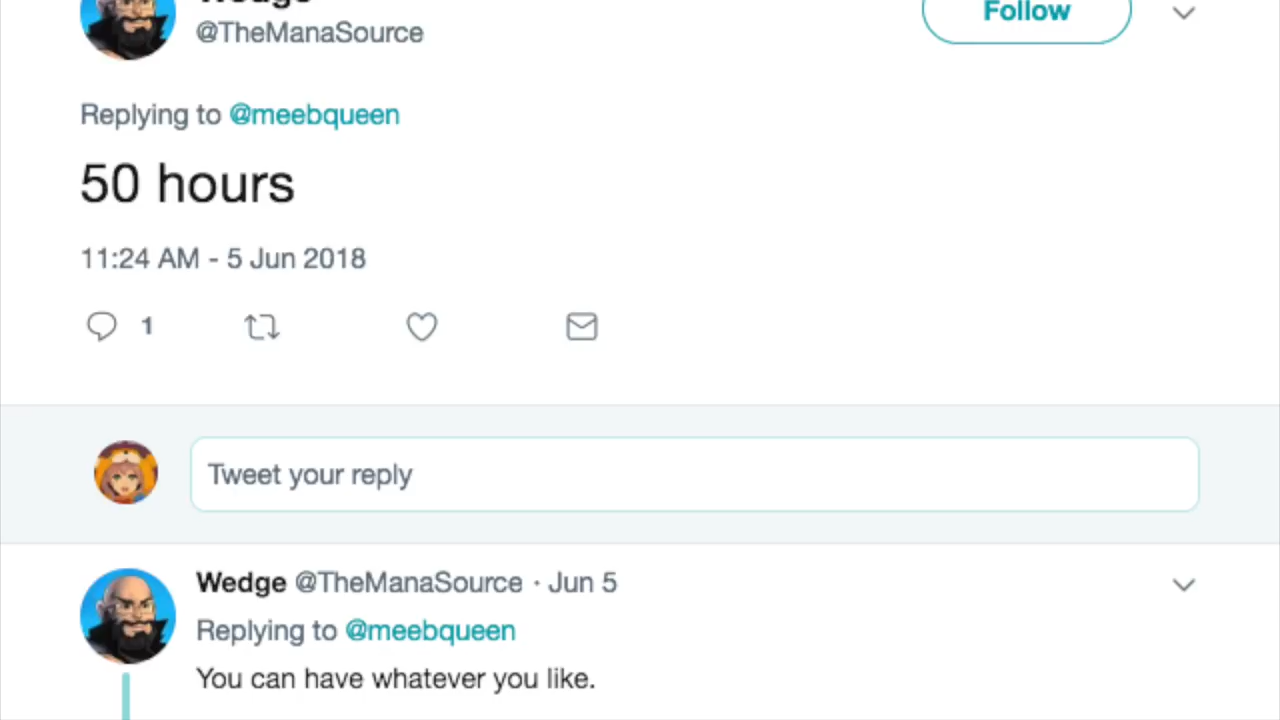 Wedge
@TheManaSource
Follow
Replying to @meebqueen
50 hours
11:24 AM - 5 Jun 2018
1
Tweet your reply
Wedge @TheManaSource · Jun 5
Replying to @meebqueen
You can have whatever you like.